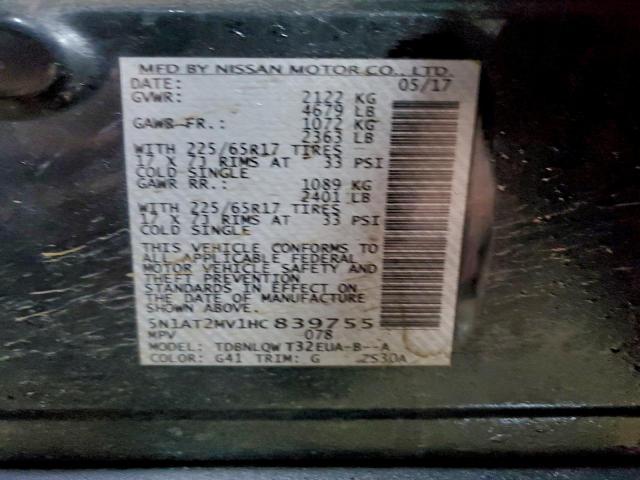 MFD BY NISSAN MOTOR CO., LTD.
DATE: 05/17
GVWR: 2122 KG
4679 LB
GAWR FR.: 1072 KG
2363 LB
WITH 225/65R17 TIRES
17 X 7J RIMS AT 33 PSI
COLD SINGLE
GAWR RR.: 1089 KG
2401 LB
WITH 225/65R17 TIRES
17 X 7J RIMS AT 33 PSI
COLD SINGLE
THIS VEHICLE CONFORMS TO
ALL APPLICABLE FEDERAL
MOTOR VEHICLE SAFETY AND
THEFT PREVENTION
STANDARDS IN EFFECT ON
DATE OF MANUFACTURE
SHOWN ABOVE.
5N1AT2MV1HC839755
MPV 078
MODEL: TDBNLQWT32EUA-B--A
COLOR: G41 TRIM: G ZS30A